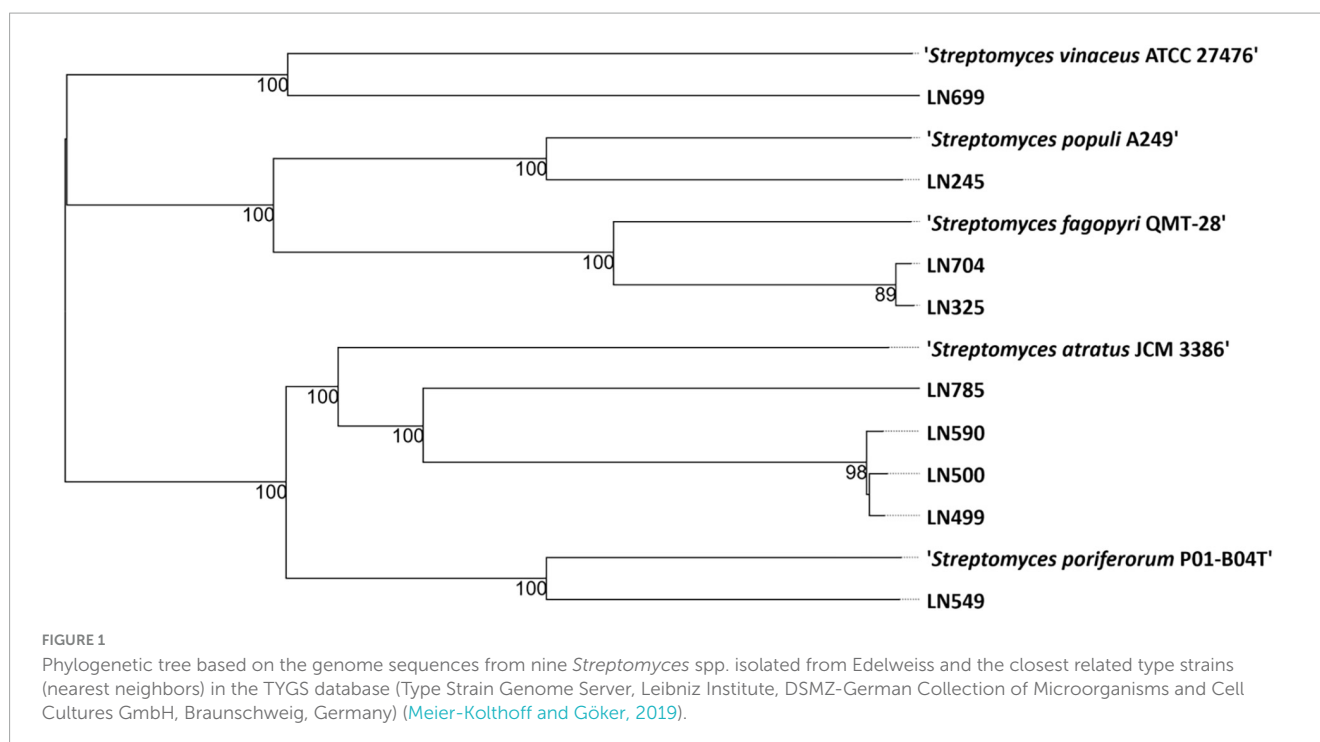 'Streptomyces vinaceus ATCC 27476'
100
LN699
'Streptomyces populi A249'
100
LN245
100
'Streptomyces fagopyri QMT-28'
100
LN704
89
LN325
'Streptomyces atratus JCM 3386'
100
LN785
100
LN590
98
LN500
100
LN499
'Streptomyces poriferorum P01-B04T'
100
LN549
FIGURE 1
Phylogenetic tree based on the genome sequences from nine Streptomyces spp. isolated from Edelweiss and the closest related type strains
(nearest neighbors) in the TYGS database (Type Strain Genome Server, Leibniz Institute, DSMZ-German Collection of Microorganisms and Cell
Cultures GmbH, Braunschweig, Germany) (Meier-Kolthoff and Göker, 2019).